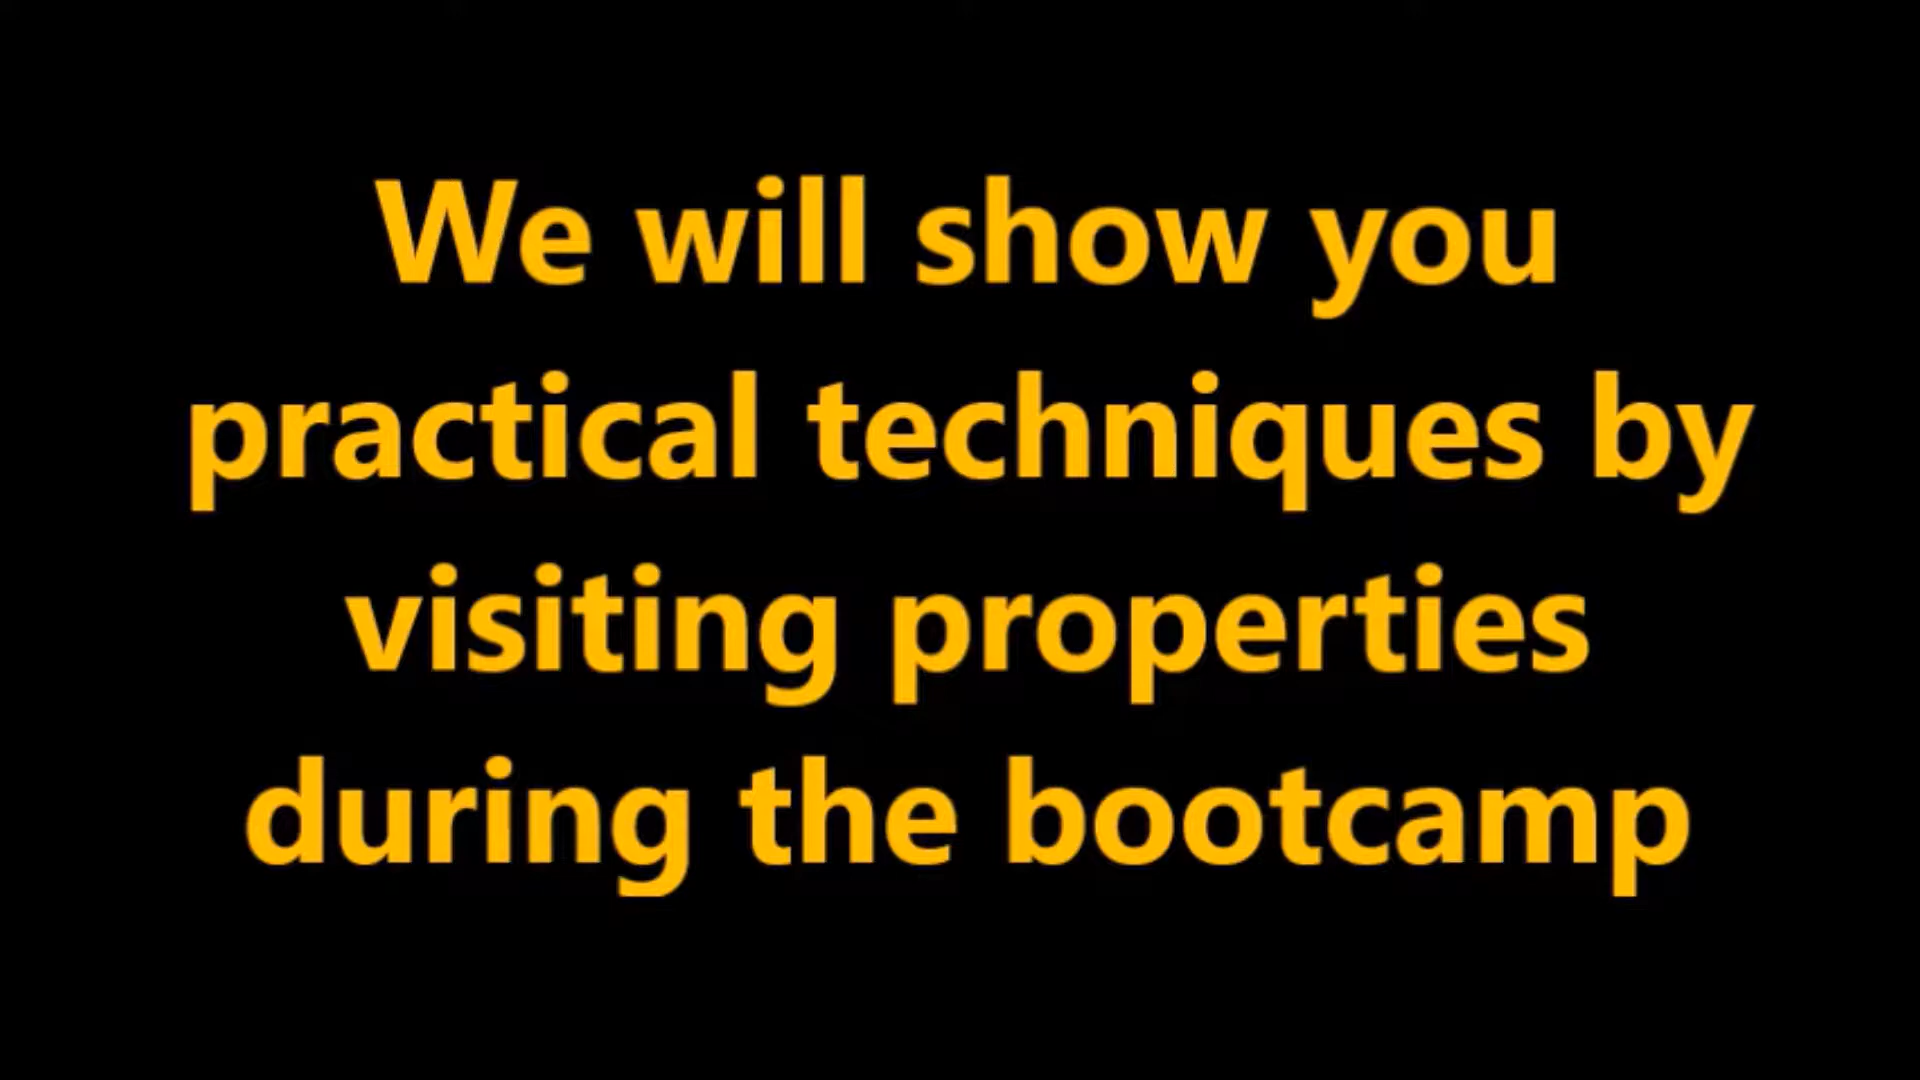 We will show you
practical techniques by
visiting properties
during the bootcamp